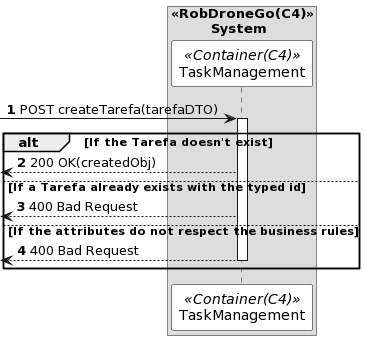 «RobDroneGo(C4)»
System
«Container(C4)»
TaskManagement
1 POST createTarefa(tarefaDTO)
alt [If the Tarefa doesn't exist]
2 200 OK(createdObj)
[If a Tarefa already exists with the typed id]
3 400 Bad Request
[If the attributes do not respect the business rules]
4 400 Bad Request
«Container(C4)»
TaskManagement